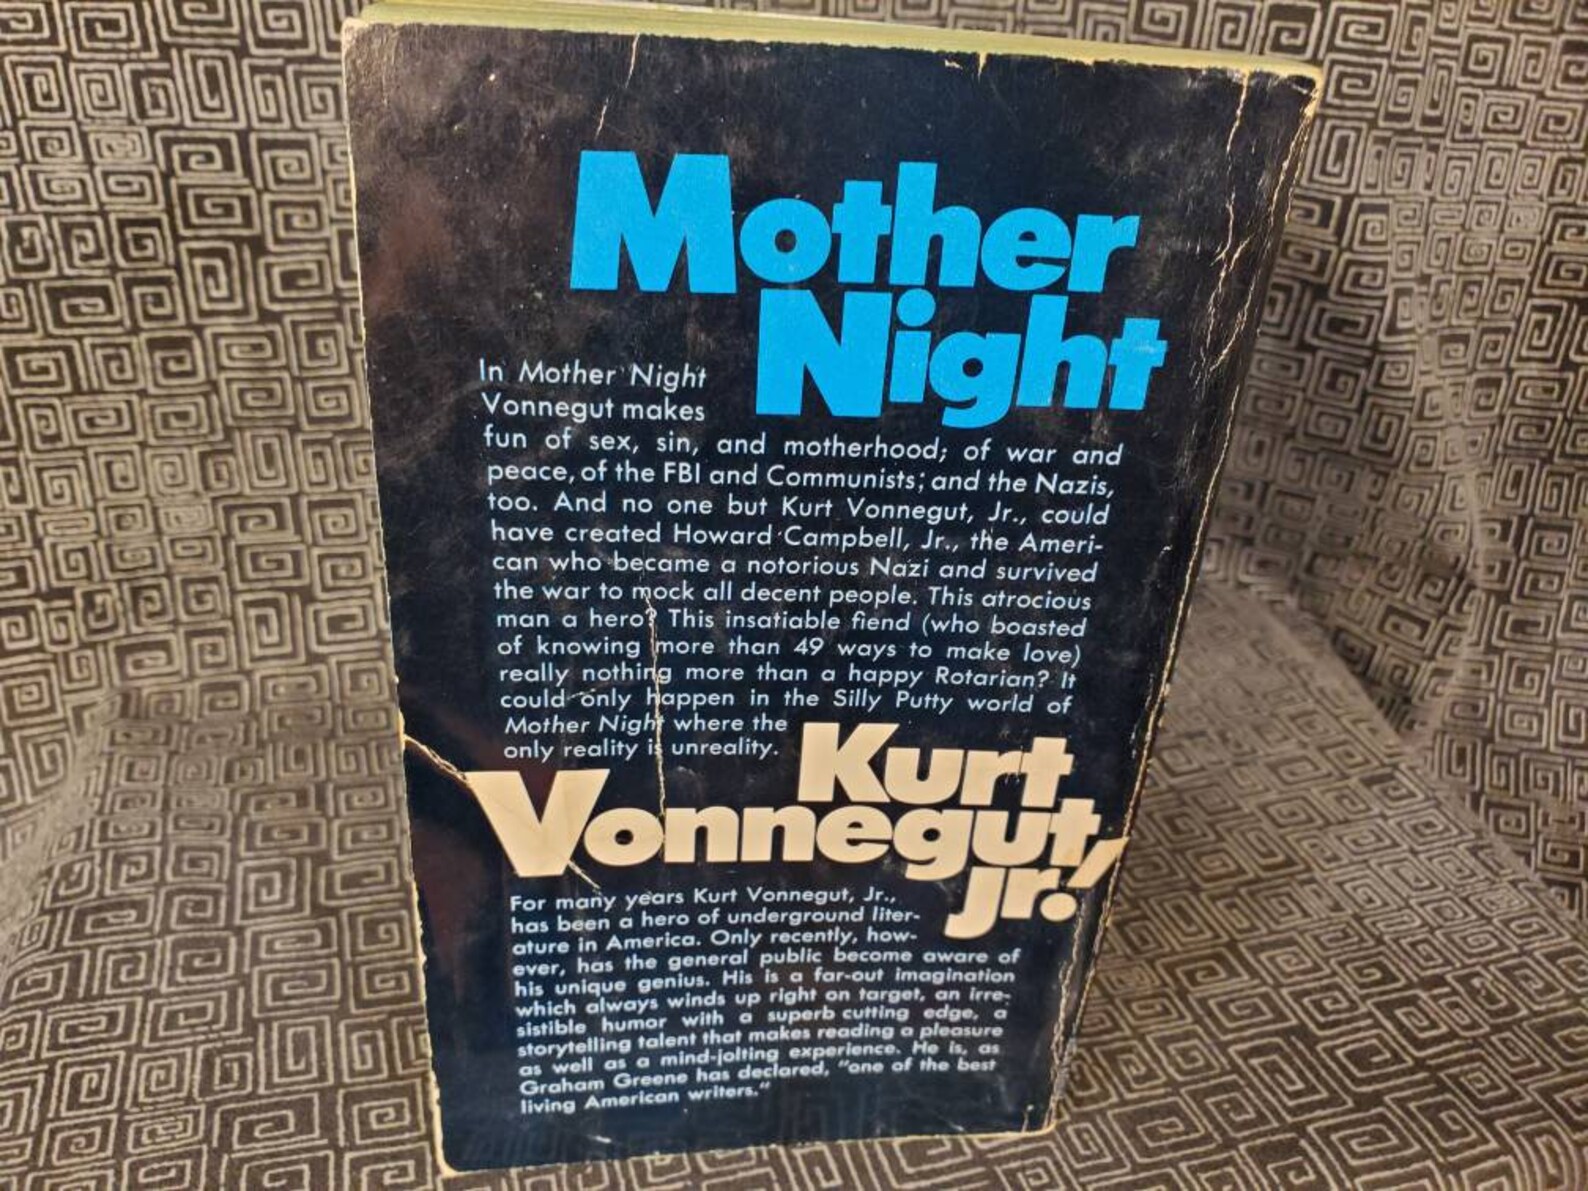 Mother
Night
In Mother Night
Vonnegut makes
fun of sex, sin, and motherhood; of war and
peace, of the FBI and Communists; and the Nazis,
too. And no one but Kurt Vonnegut, Jr., could
have created Howard Campbell, Jr., the Ameri-
can who became a notorious Nazi and survived
the war to mock all decent people. This atrocious
man a hero? This insatiable fiend (who boasted
of knowing more than 49 ways to make love)
really nothing more than a happy Rotarian? It
could only happen in the Silly Putty world of
Mother Night where the
only reality is unreality.
Kurt
Vonnegut,
jr.
For many years Kurt Vonnegut, Jr.,
has been a hero of underground liter-
ature in America. Only recently, how-
ever, has the general public become aware of
his unique genius. His is a far-out imagination
which always winds up right on target, an irre-
sistible humor with a superb cutting edge, a
storytelling talent that makes reading a pleasure
as well as a mind-jolting experience. He is, as
Graham Greene has declared, "one of the best
living American writers."